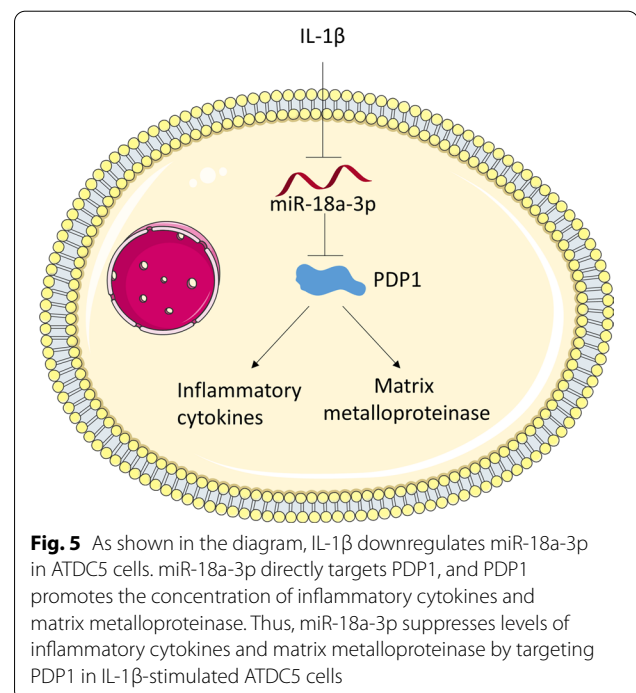 IL-1β
miR-18a-3p
PDP1
Inflammatory
cytokines
Matrix
metalloproteinase
Fig. 5 As shown in the diagram, IL-1β downregulates miR-18a-3p
in ATDC5 cells. miR-18a-3p directly targets PDP1, and PDP1
promotes the concentration of inflammatory cytokines and
matrix metalloproteinase. Thus, miR-18a-3p suppresses levels of
inflammatory cytokines and matrix metalloproteinase by targeting
PDP1 in IL-1β-stimulated ATDC5 cells